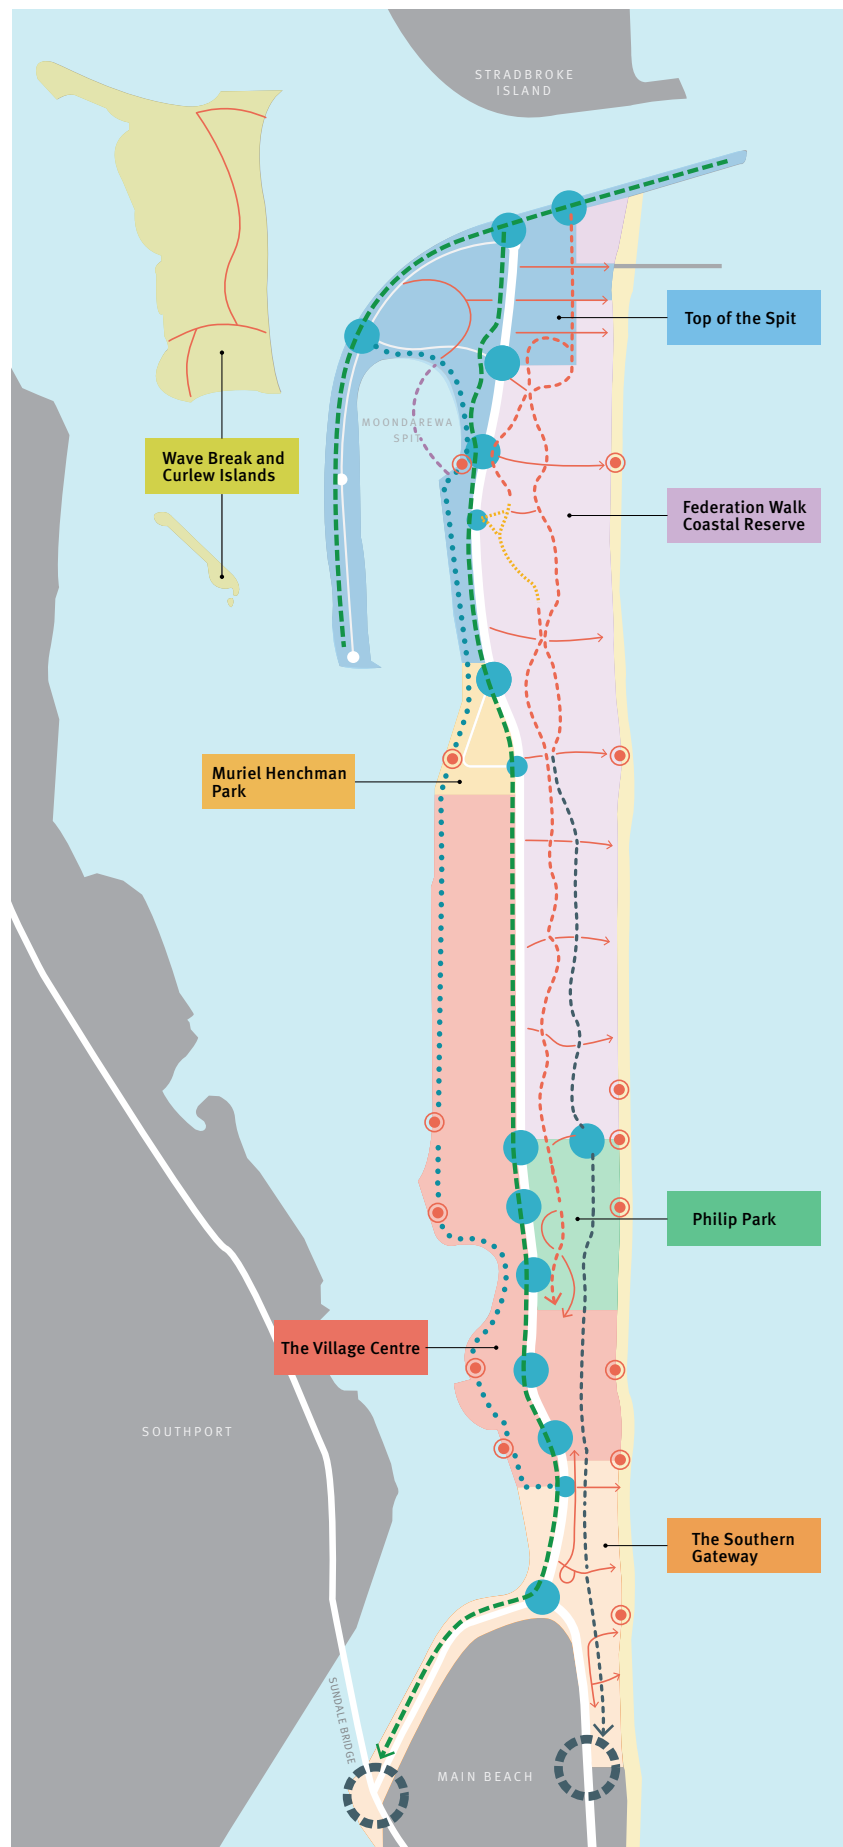 STRADBROKE
ISLAND
Top of the Spit
MOONDAREWA
SPIT
Wave Break and
Curlew Islands
Federation Walk
Coastal Reserve
Muriel Henchman
Park
Philip Park
The Village Centre
SOUTHPORT
The Southern
Gateway
SUNDALE BRIDGE
MAIN BEACH